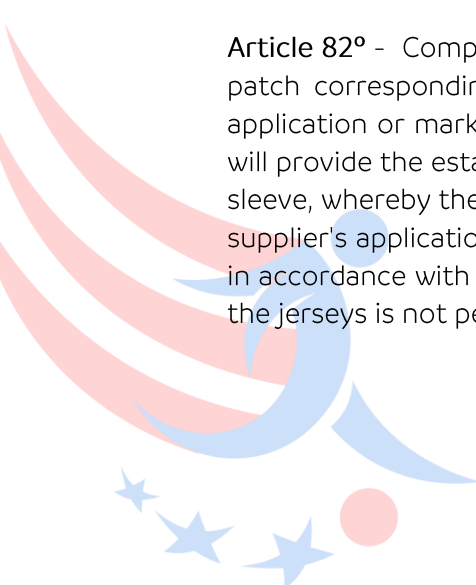 Article 82º - Comp
patch correspondin
application or mark
will provide the esta
sleeve, whereby the
supplier's applicatio
in accordance with
the jerseys is not pe